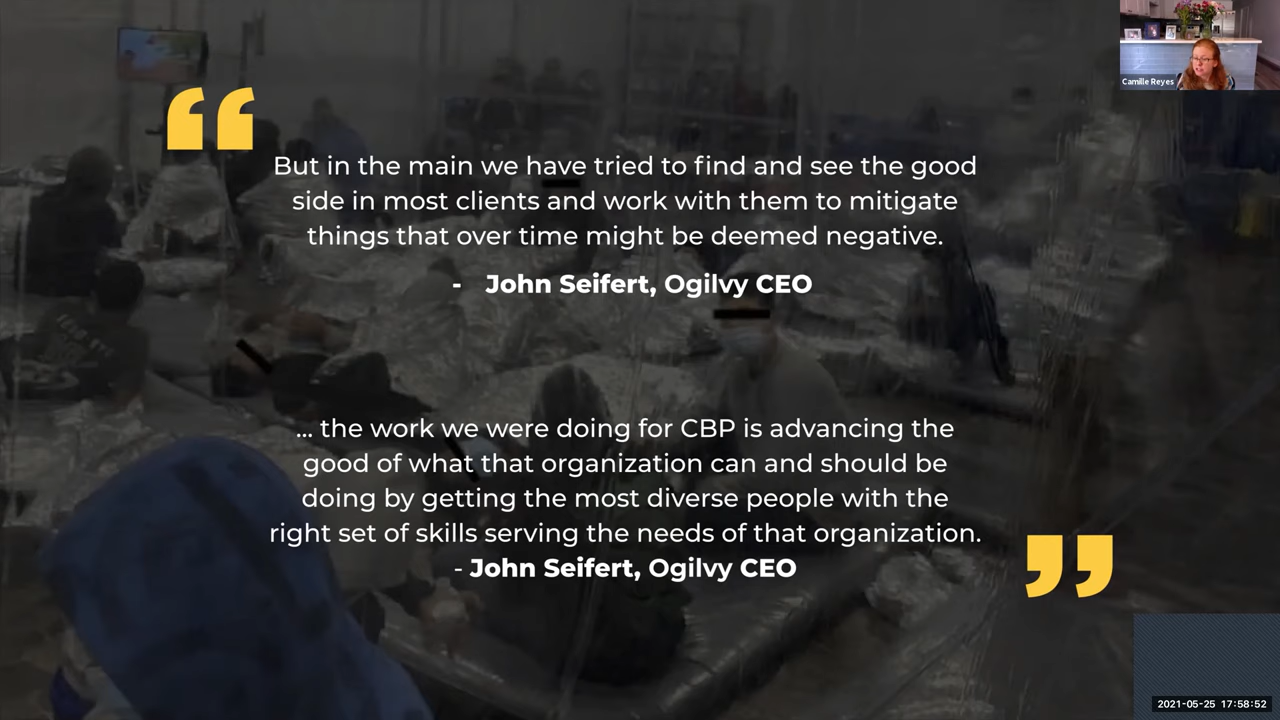 Camille Reyes
“
But in the main we have tried to find and see the good
side in most clients and work with them to mitigate
things that over time might be deemed negative.
- John Seifert, Ogilvy CEO
... the work we were doing for CBP is advancing the
good of what that organization can and should be
doing by getting the most diverse people with the
right set of skills serving the needs of that organization.
- John Seifert, Ogilvy CEO
”
2021-05-25 17:58:52